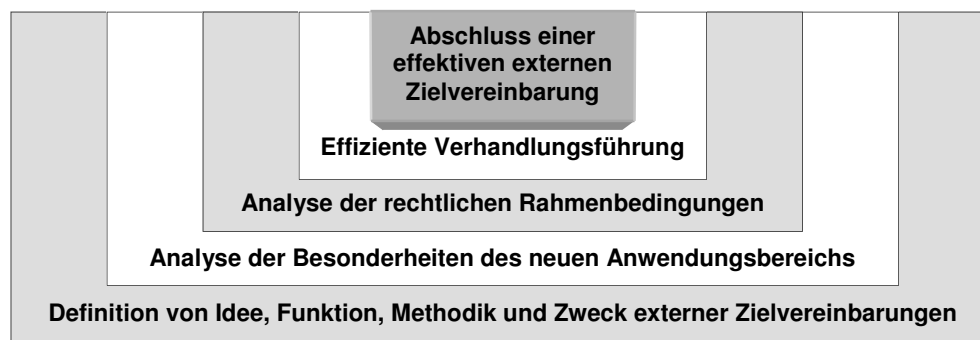 Abschluss einer
effektiven externen
Zielvereinbarung
Effiziente Verhandlungsführung
Analyse der rechtlichen Rahmenbedingungen
Analyse der Besonderheiten des neuen Anwendungsbereichs
Definition von Idee, Funktion, Methodik und Zweck externer Zielvereinbarungen